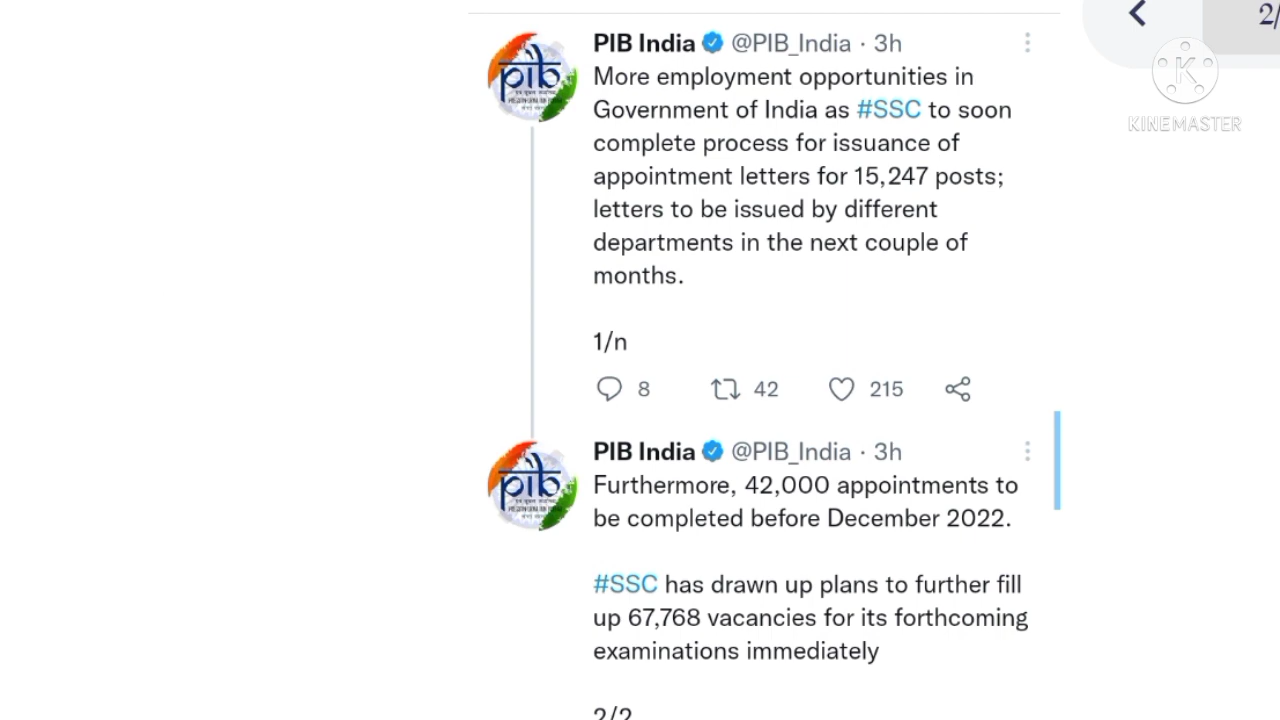 PIB India @PIB_India · 3h
More employment opportunities in
Government of India as #SSC to soon
complete process for issuance of
appointment letters for 15,247 posts;
letters to be issued by different
departments in the next couple of
months.
1/n
8 42 215
PIB India @PIB_India · 3h
Furthermore, 42,000 appointments to
be completed before December 2022.
#SSC has drawn up plans to further fill
up 67,768 vacancies for its forthcoming
examinations immediately
2/2
pib
pib
2/
K
KINEMASTER